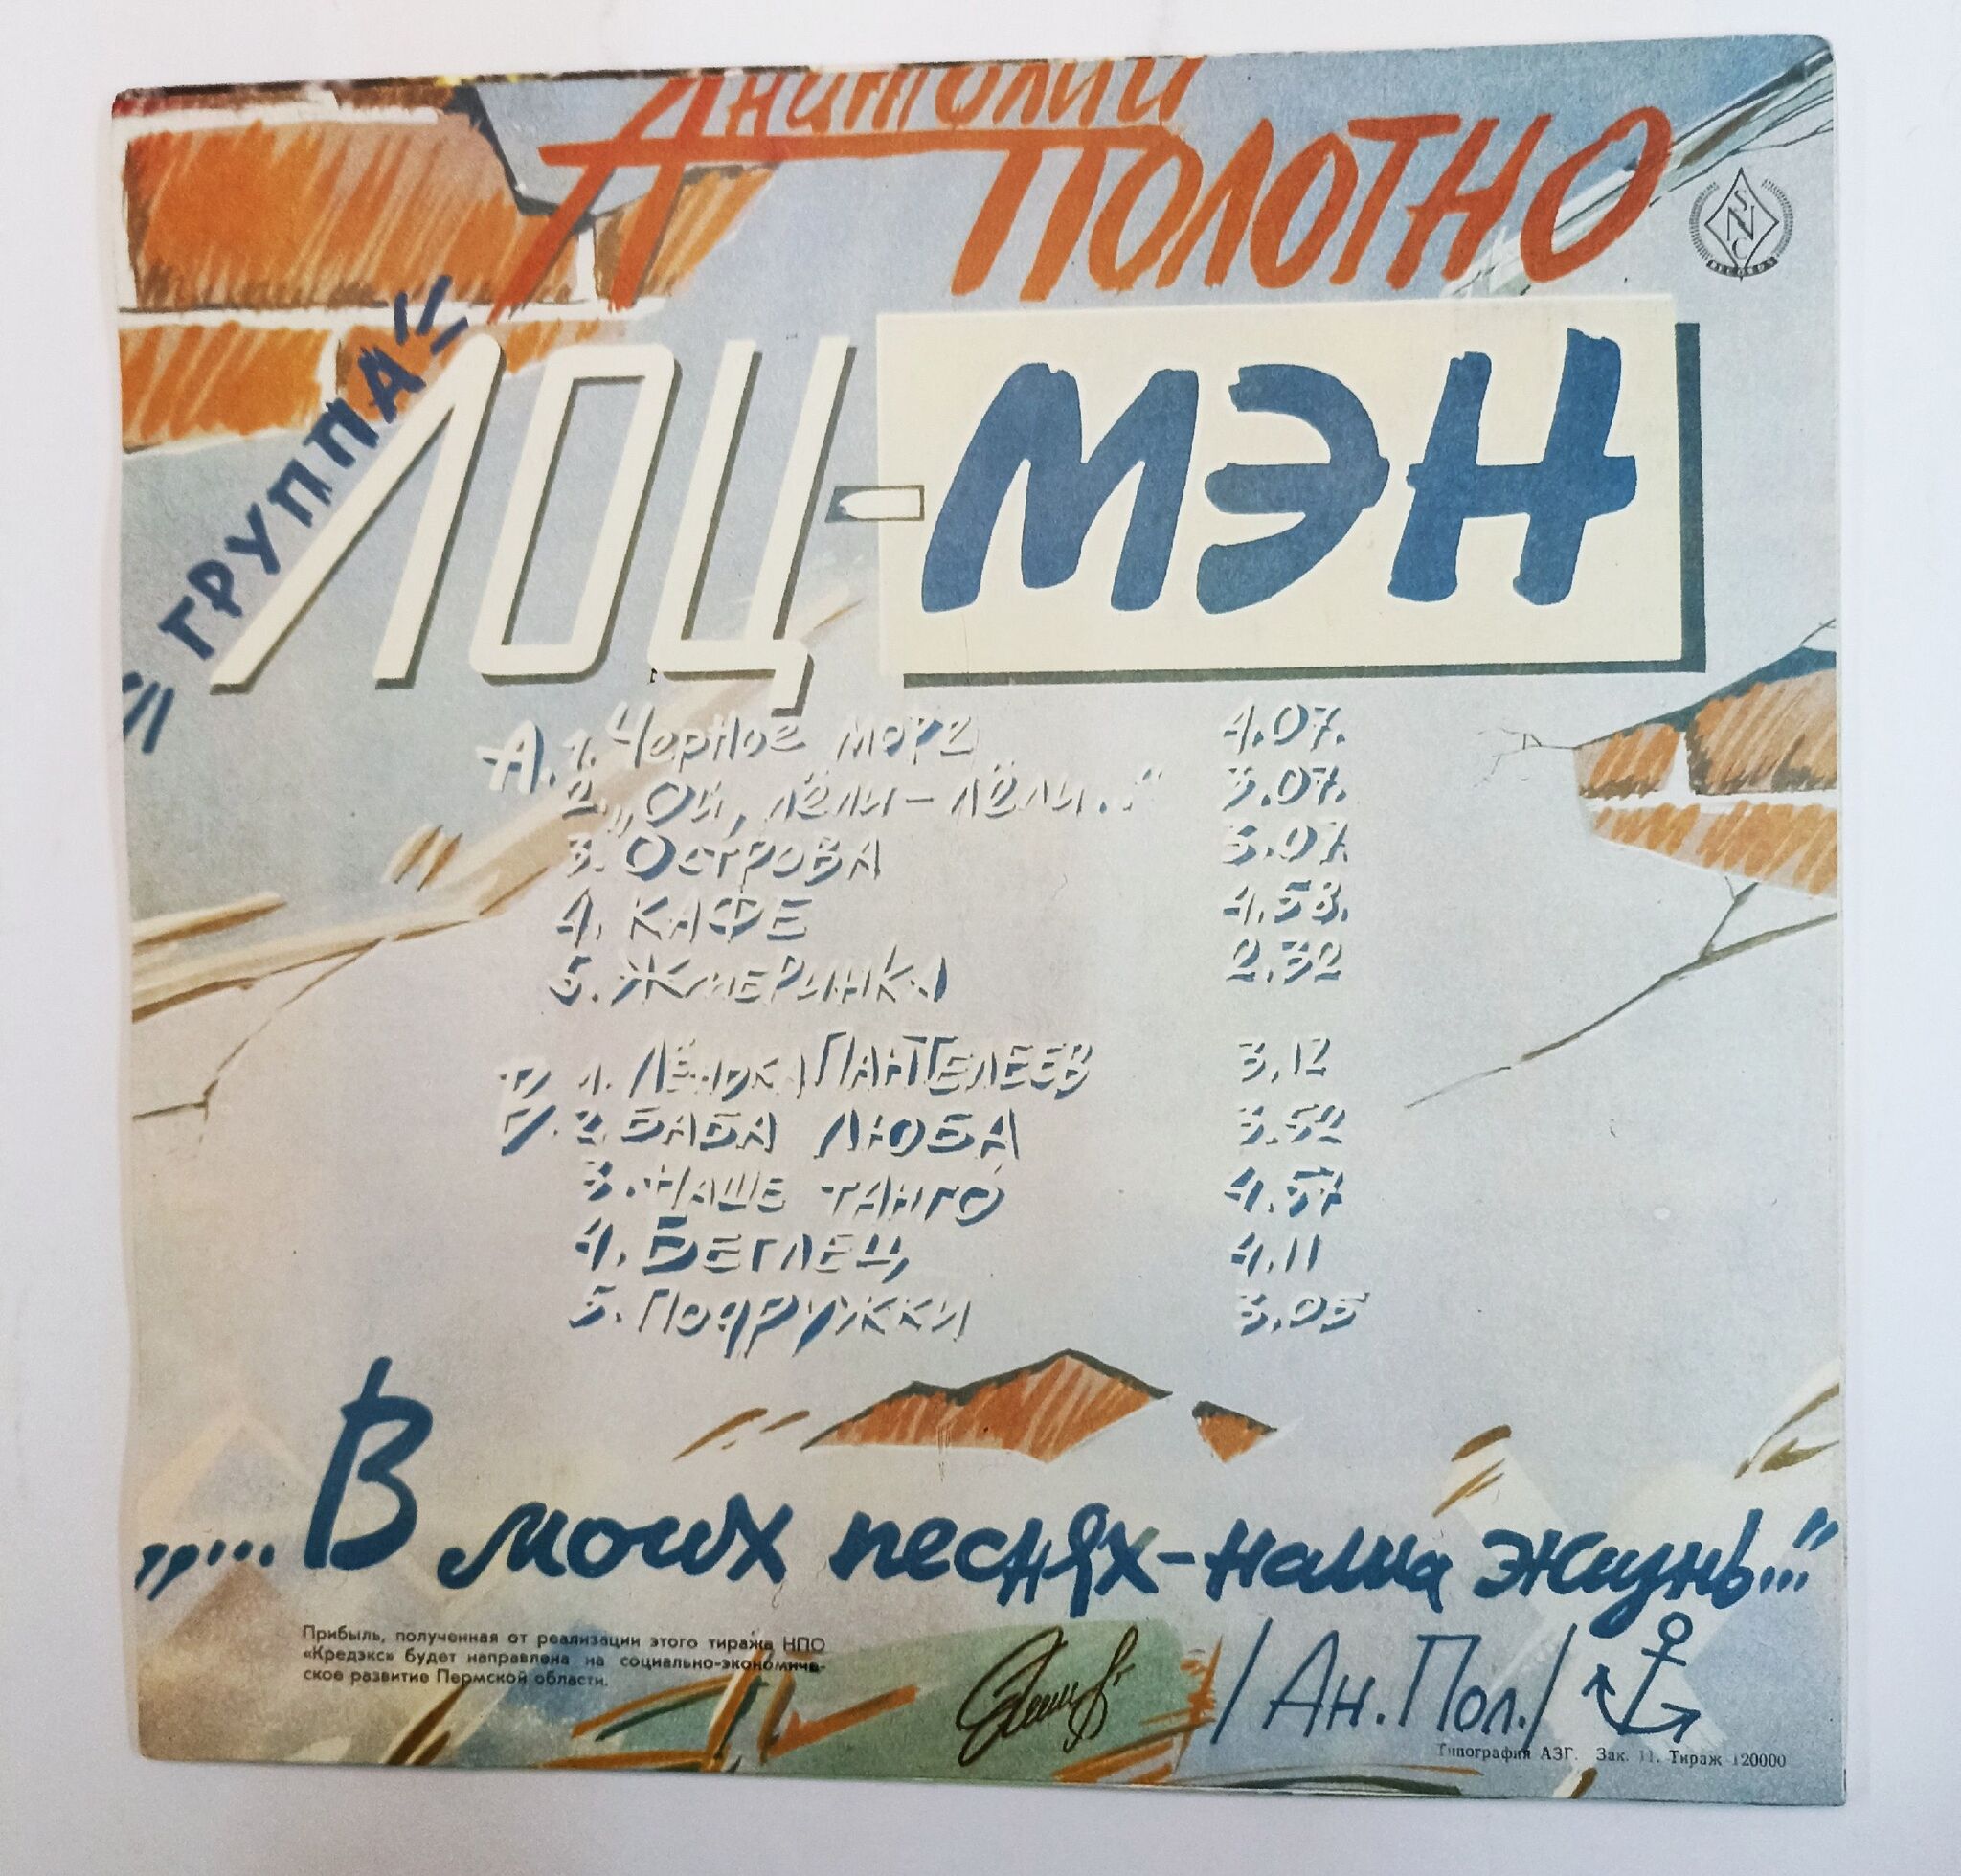 Анатолий
ПОЛОТНО
S
N
C
RECORDS
"ГРУППА"
ЛОЦ-МЭН
А. 1. Черное море 4.07.
2. „Ой, лёли-лёли.." 3.07.
3. Острова 3.07.
4. КАФЕ 4.58.
5. ЖМЕРИНКА 2.32
В. 1. ЛЁНЬКА ПАНТЕЛЕЕВ 3,12
2. БАБА ЛЮБА 3.52
3. НАШЕ ТАНГО 4.57
4. БЕГЛЕЦ 4.11
5. Подружки 3.05
„...В моих песнях-наша жизнь..."
Прибыль, полученная от реализации этого тиража НПО
«Кредэкс» будет направлена на социально-экономиче-
ское развитие Пермской области.
/Ан.Пол./
Типография АЗГ. Зак. 11. Тираж 120000